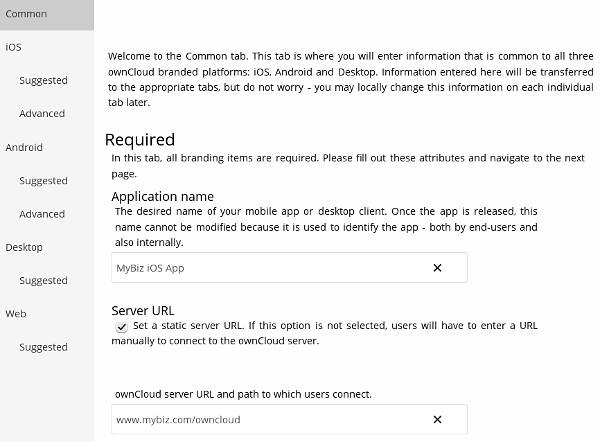 Common
iOS
Suggested
Advanced
Android
Suggested
Advanced
Desktop
Suggested
Web
Suggested
Welcome to the Common tab. This tab is where you will enter information that is common to all three
ownCloud branded platforms: iOS, Android and Desktop. Information entered here will be transferred
to the appropriate tabs, but do not worry - you may locally change this information on each individual
tab later.
Required
In this tab, all branding items are required. Please fill out these attributes and navigate to the next
page.
Application name
The desired name of your mobile app or desktop client. Once the app is released, this
name cannot be modified because it is used to identify the app - both by end-users and
also internally.
MyBiz iOS App
Server URL
Set a static server URL. If this option is not selected, users will have to enter a URL
manually to connect to the ownCloud server.
ownCloud server URL and path to which users connect.
www.mybiz.com/owncloud